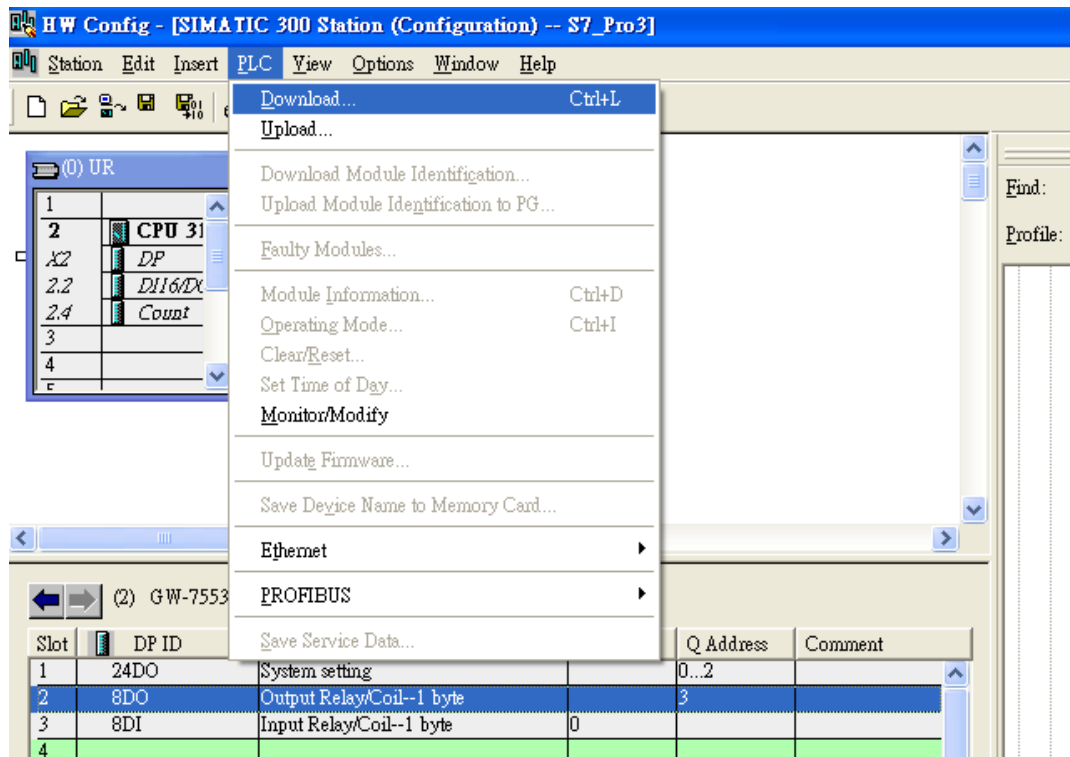 HW Config - [SIMATIC 300 Station (Configuration) -- S7_Pro3]
Station Edit Insert PLC View Options Window Help
Download... Ctrl+L
Upload...
Download Module Identification...
Upload Module Identification to PG...
Faulty Modules...
Module Information... Ctrl+D
Operating Mode... Ctrl+I
Clear/Reset...
Set Time of Day...
Monitor/Modify
Update Firmware...
Save Device Name to Memory Card...
Ethernet
PROFIBUS
Save Service Data...
(0) UR
1
2 CPU 31
X2 DP
2.2 DI16/DO
2.4 Count
3
4
Find:
Profile:
(2) GW-7553
Slot DP ID Q Address Comment
1 24DO System setting 0...2
2 8DO Output Relay/Coil--1 byte 3
3 8DI Input Relay/Coil--1 byte 0
4